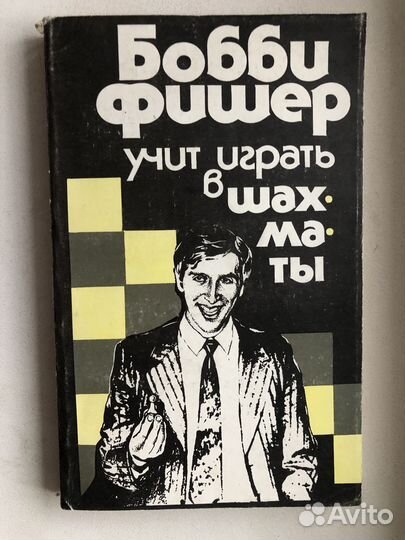 Бобби
Фишер
учит играть
в
шах·
ма·
ты
Avito